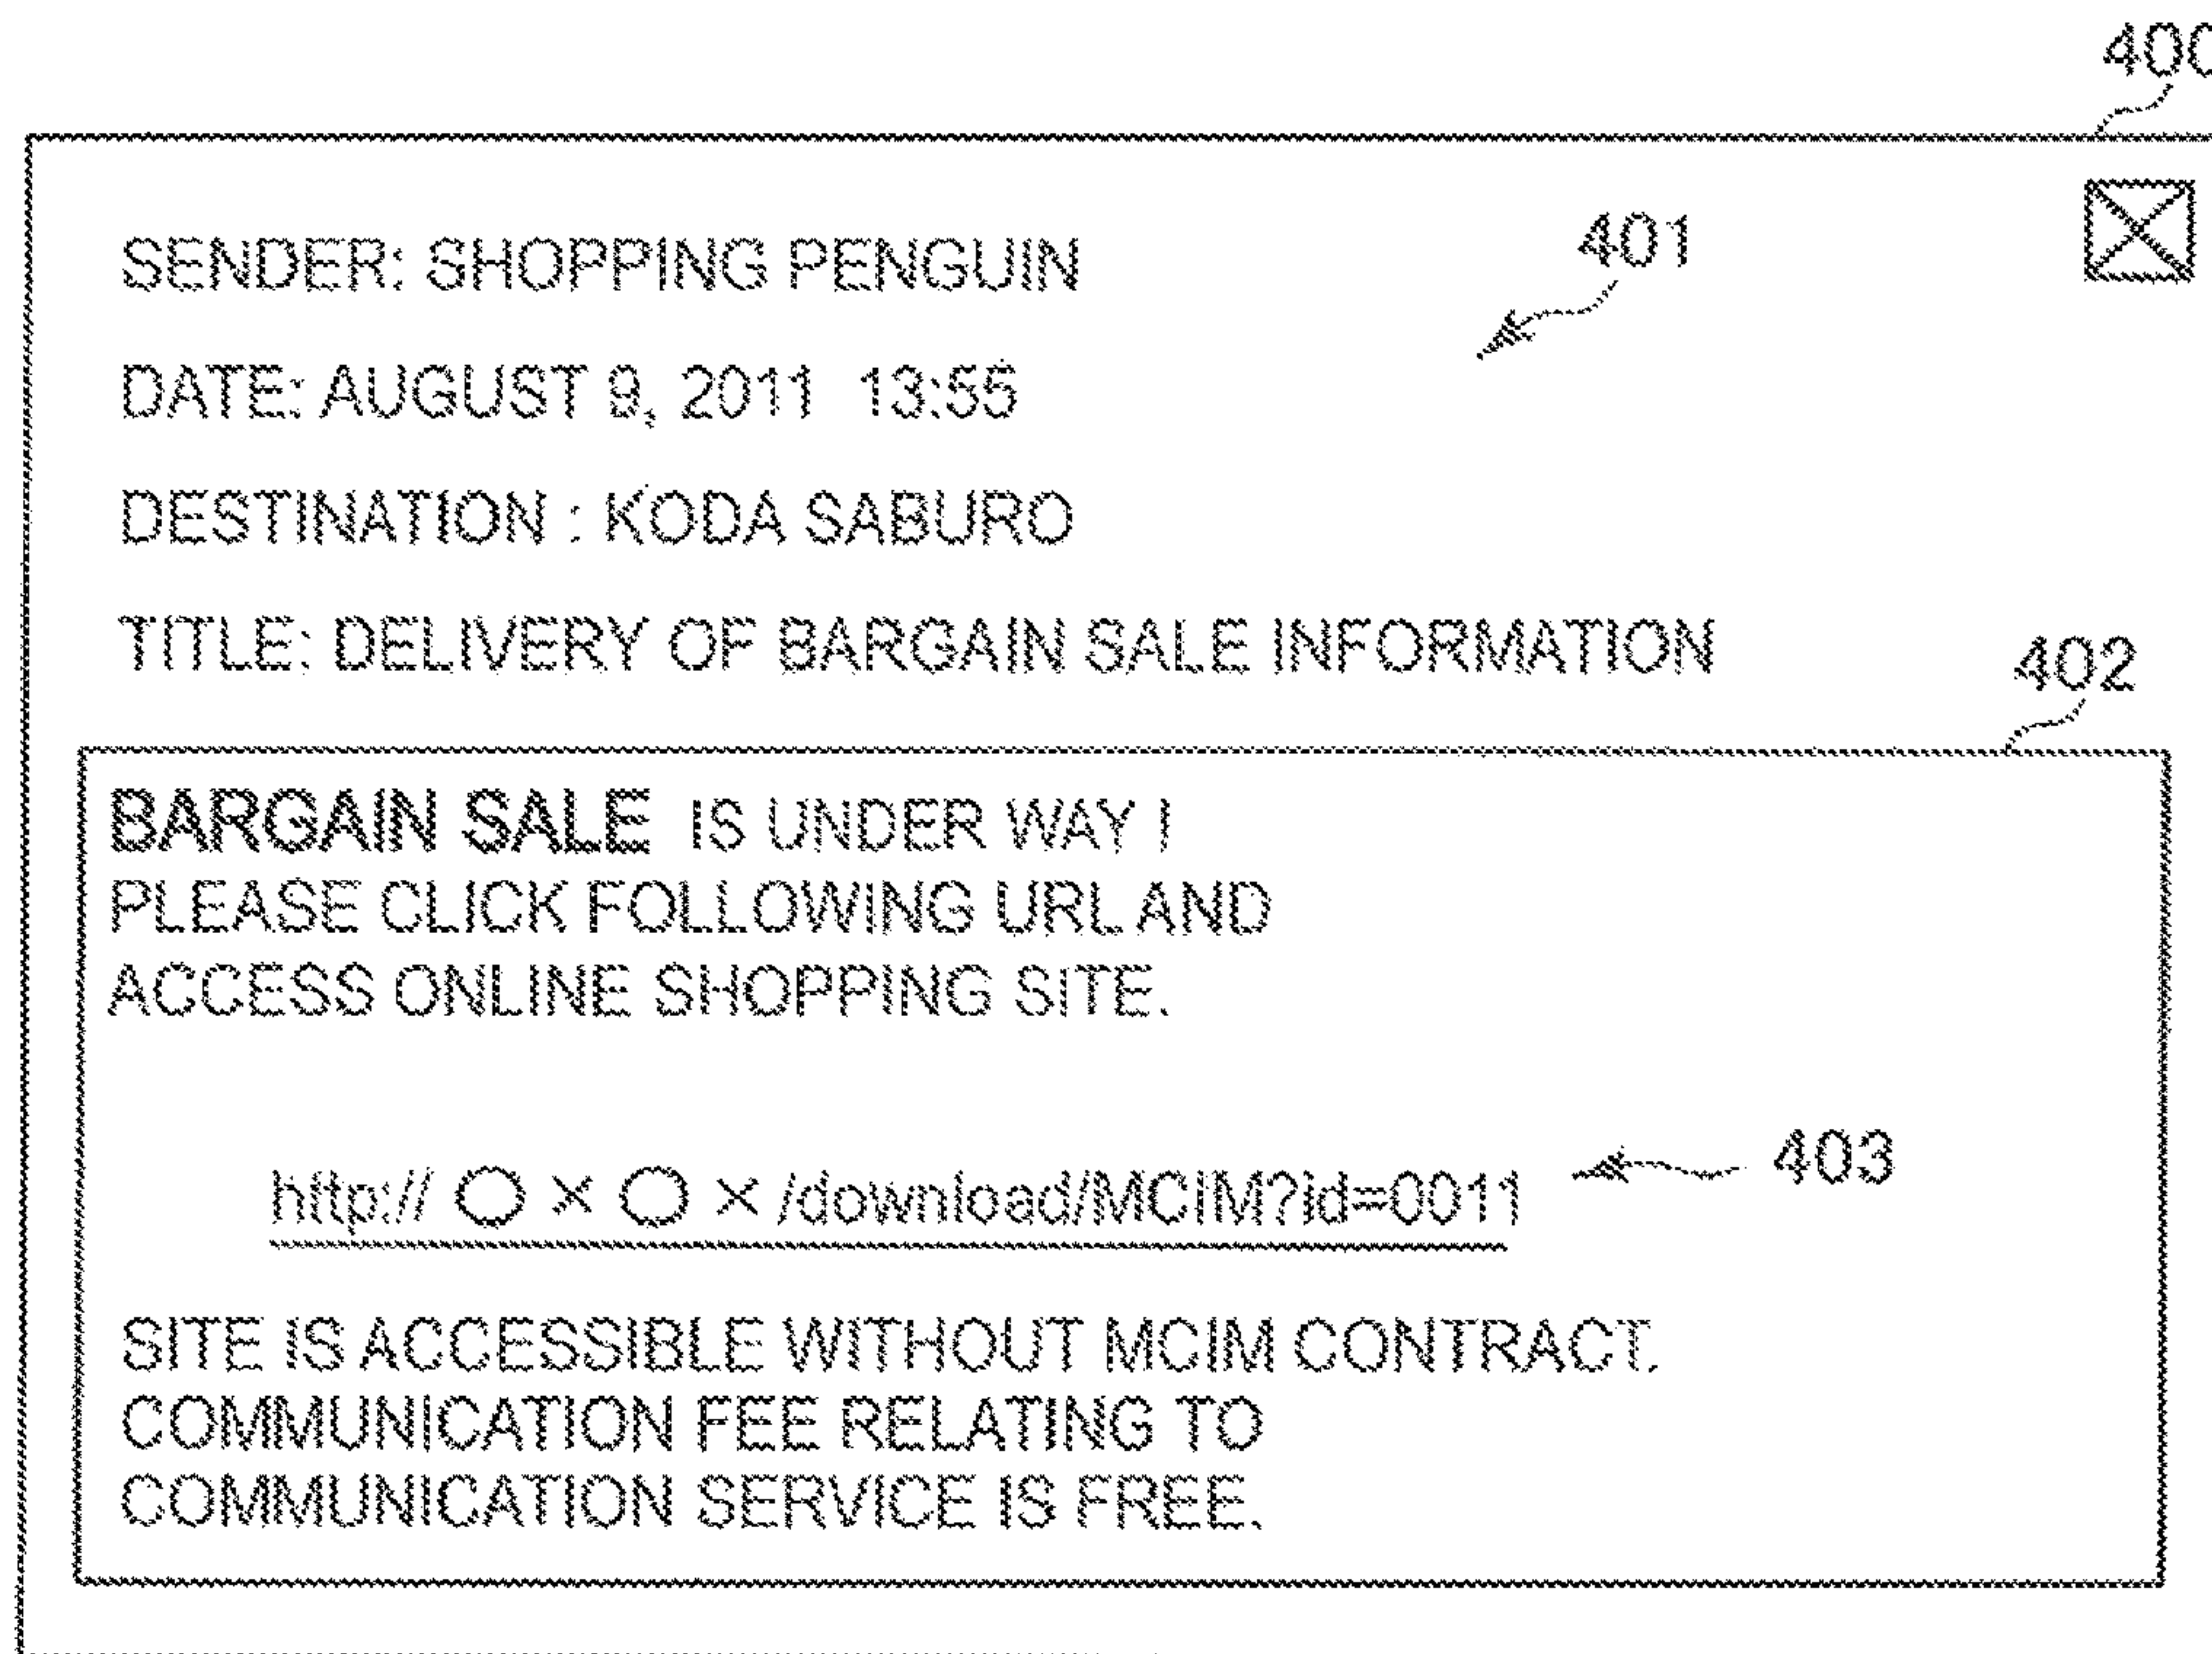 400
SENDER: SHOPPING PENGUIN
401
DATE: AUGUST 9, 2011 13:55
DESTINATION : KODA SABURO
TITLE: DELIVERY OF BARGAIN SALE INFORMATION
402
BARGAIN SALE IS UNDER WAY !
PLEASE CLICK FOLLOWING URL AND
ACCESS ONLINE SHOPPING SITE.
http:// ○ × ○ × /download/MCIM?id=0011
403
SITE IS ACCESSIBLE WITHOUT MCIM CONTRACT.
COMMUNICATION FEE RELATING TO
COMMUNICATION SERVICE IS FREE.